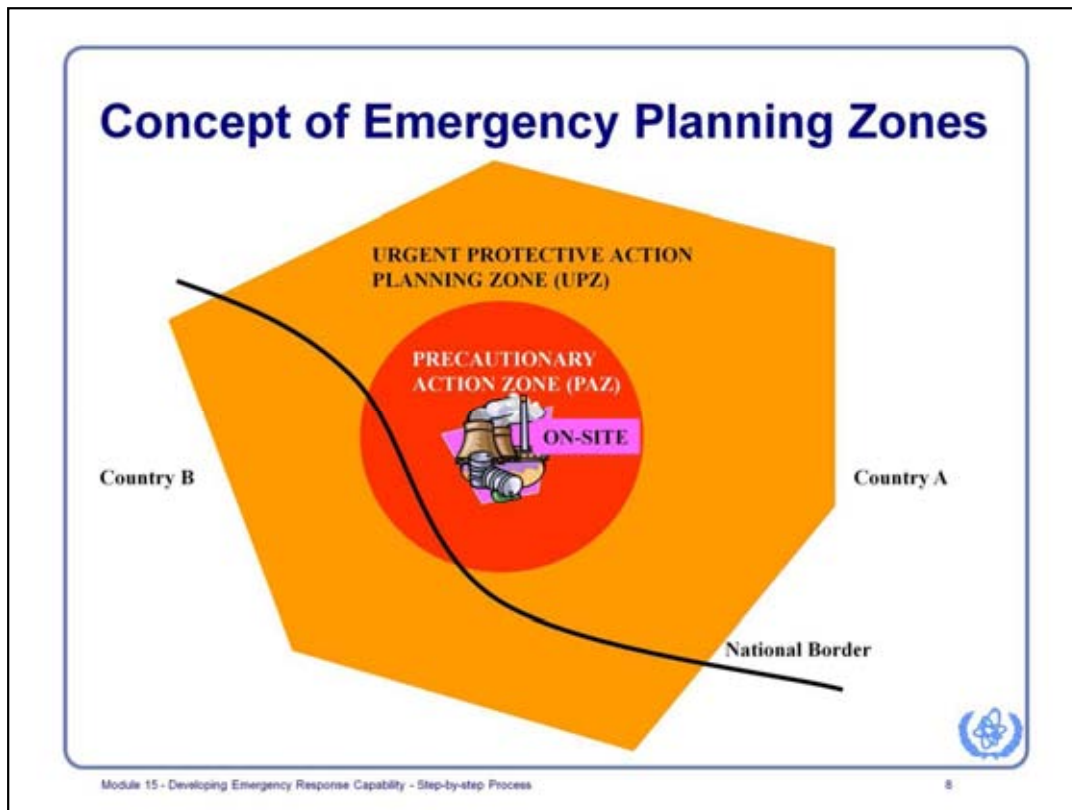 Concept of Emergency Planning Zones
URGENT PROTECTIVE ACTION
PLANNING ZONE (UPZ)
PRECAUTIONARY
ACTION ZONE (PAZ)
ON-SITE
Country B
Country A
National Border
Module 15 - Developing Emergency Response Capability - Step-by-step Process
8